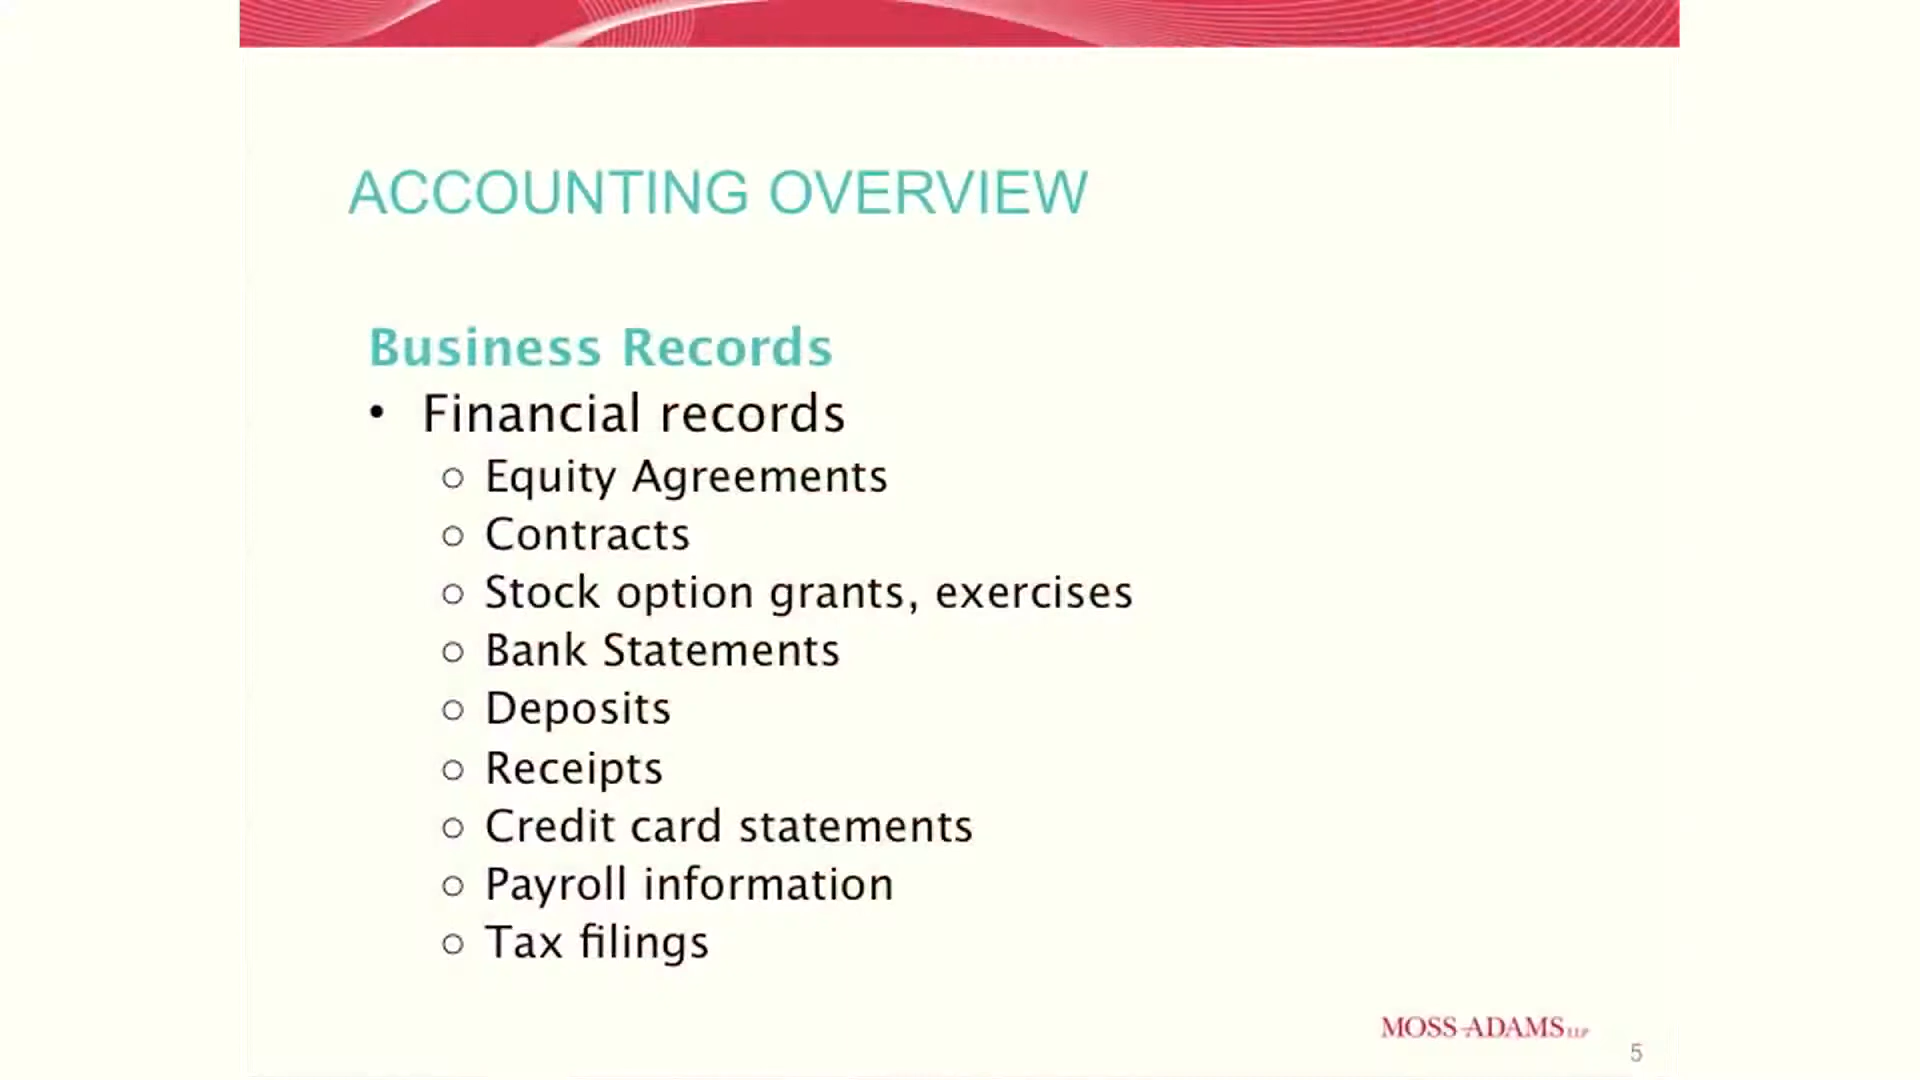 ACCOUNTING OVERVIEW
Business Records
• Financial records
○ Equity Agreements
○ Contracts
○ Stock option grants, exercises
○ Bank Statements
○ Deposits
○ Receipts
○ Credit card statements
○ Payroll information
○ Tax filings
MOSS-ADAMS LLP
5